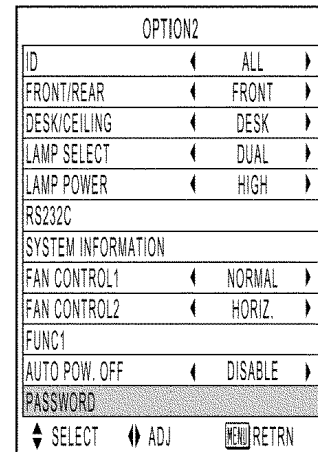 OPTION2
ID ALL
FRONT/REAR FRONT
DESK/CEILING DESK
LAMP SELECT DUAL
LAMP POWER HIGH
RS232C
SYSTEM INFORMATION
FAN CONTROL1 NORMAL
FAN CONTROL2 HORIZ.
FUNC1
AUTO POW. OFF DISABLE
PASSWORD
SELECT ADJ MENU RETRN